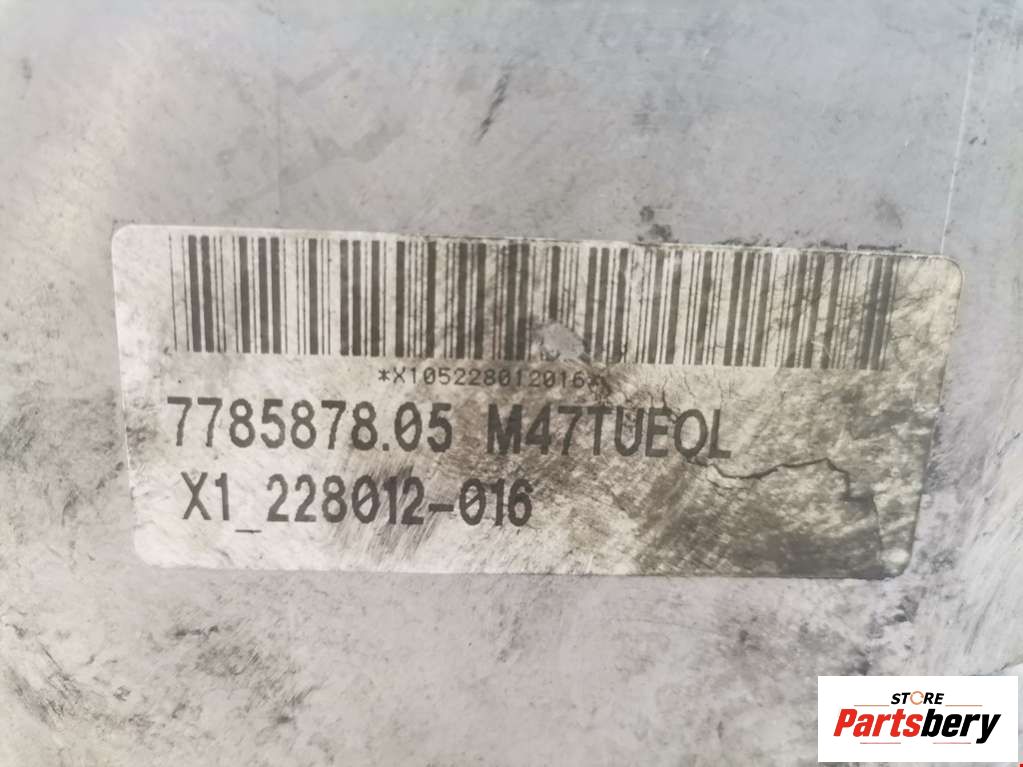 *X105228012016*
7785878.05 M47TUEOL
X1_228012-016
STORE
Partsbery